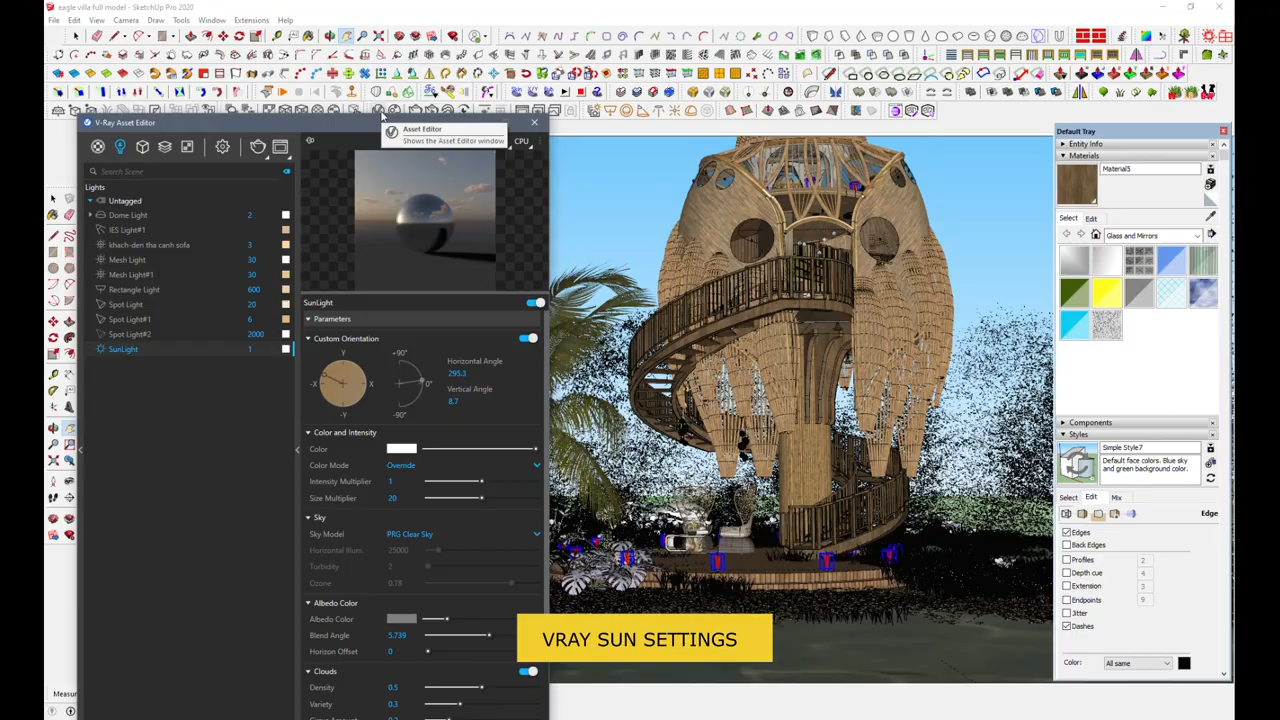 eagle villa full model - SketchUp Pro 2020
File Edit View Camera Draw Tools Window Extensions Help
V-Ray Asset Editor
Asset Editor
Shows the Asset Editor window.
CPU
Search Scene
Lights
Untagged
Dome Light 2
IES Light#1
khach-den tha canh sofa 3
Mesh Light 30
Mesh Light#1 30
Rectangle Light 600
Spot Light 20
Spot Light#1 6
Spot Light#2 2000
SunLight 1
SunLight
Parameters
Custom Orientation
Y
-X X
-Y
+90°
0°
-90°
Horizontal Angle
295.3
Vertical Angle
8.7
Color and Intensity
Color
Color Mode Override
Intensity Multiplier 1
Size Multiplier 20
Sky
Sky Model PRG Clear Sky
Horizontal Illum. 25000
Turbidity 2
Ozone 0.78
Albedo Color
Albedo Color
Blend Angle 5.739
Horizon Offset 0
Clouds
Density 0.5
Variety 0.3
VRAY SUN SETTINGS
Default Tray
Entity Info
Materials
Material5
Select Edit
Glass and Mirrors
Components
Styles
Simple Style7
Default face colors. Blue sky
and green background color.
Select Edit Mix
Edge
Edges
Back Edges
Profiles 2
Depth cue 4
Extension 3
Endpoints 9
Jitter
Dashes
Color: All same
Measu